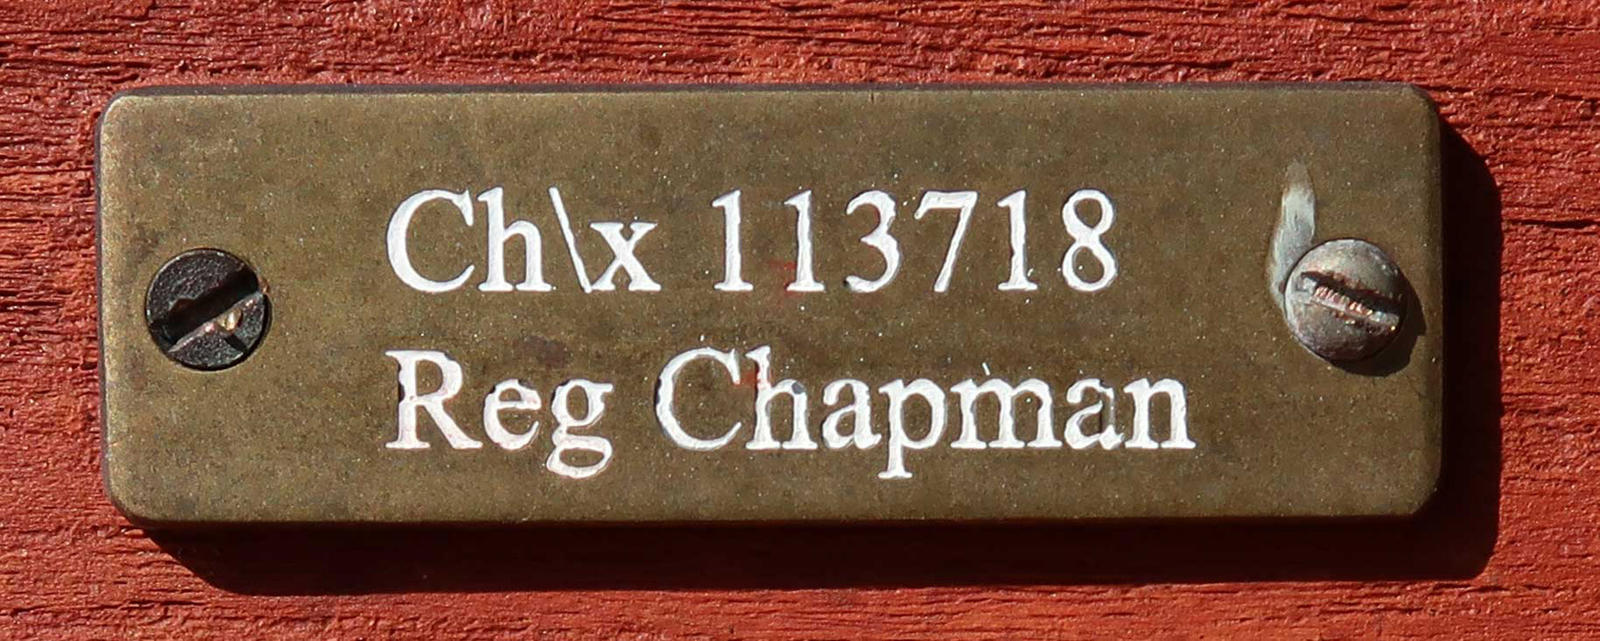 Ch\x 113718
Reg Chapman